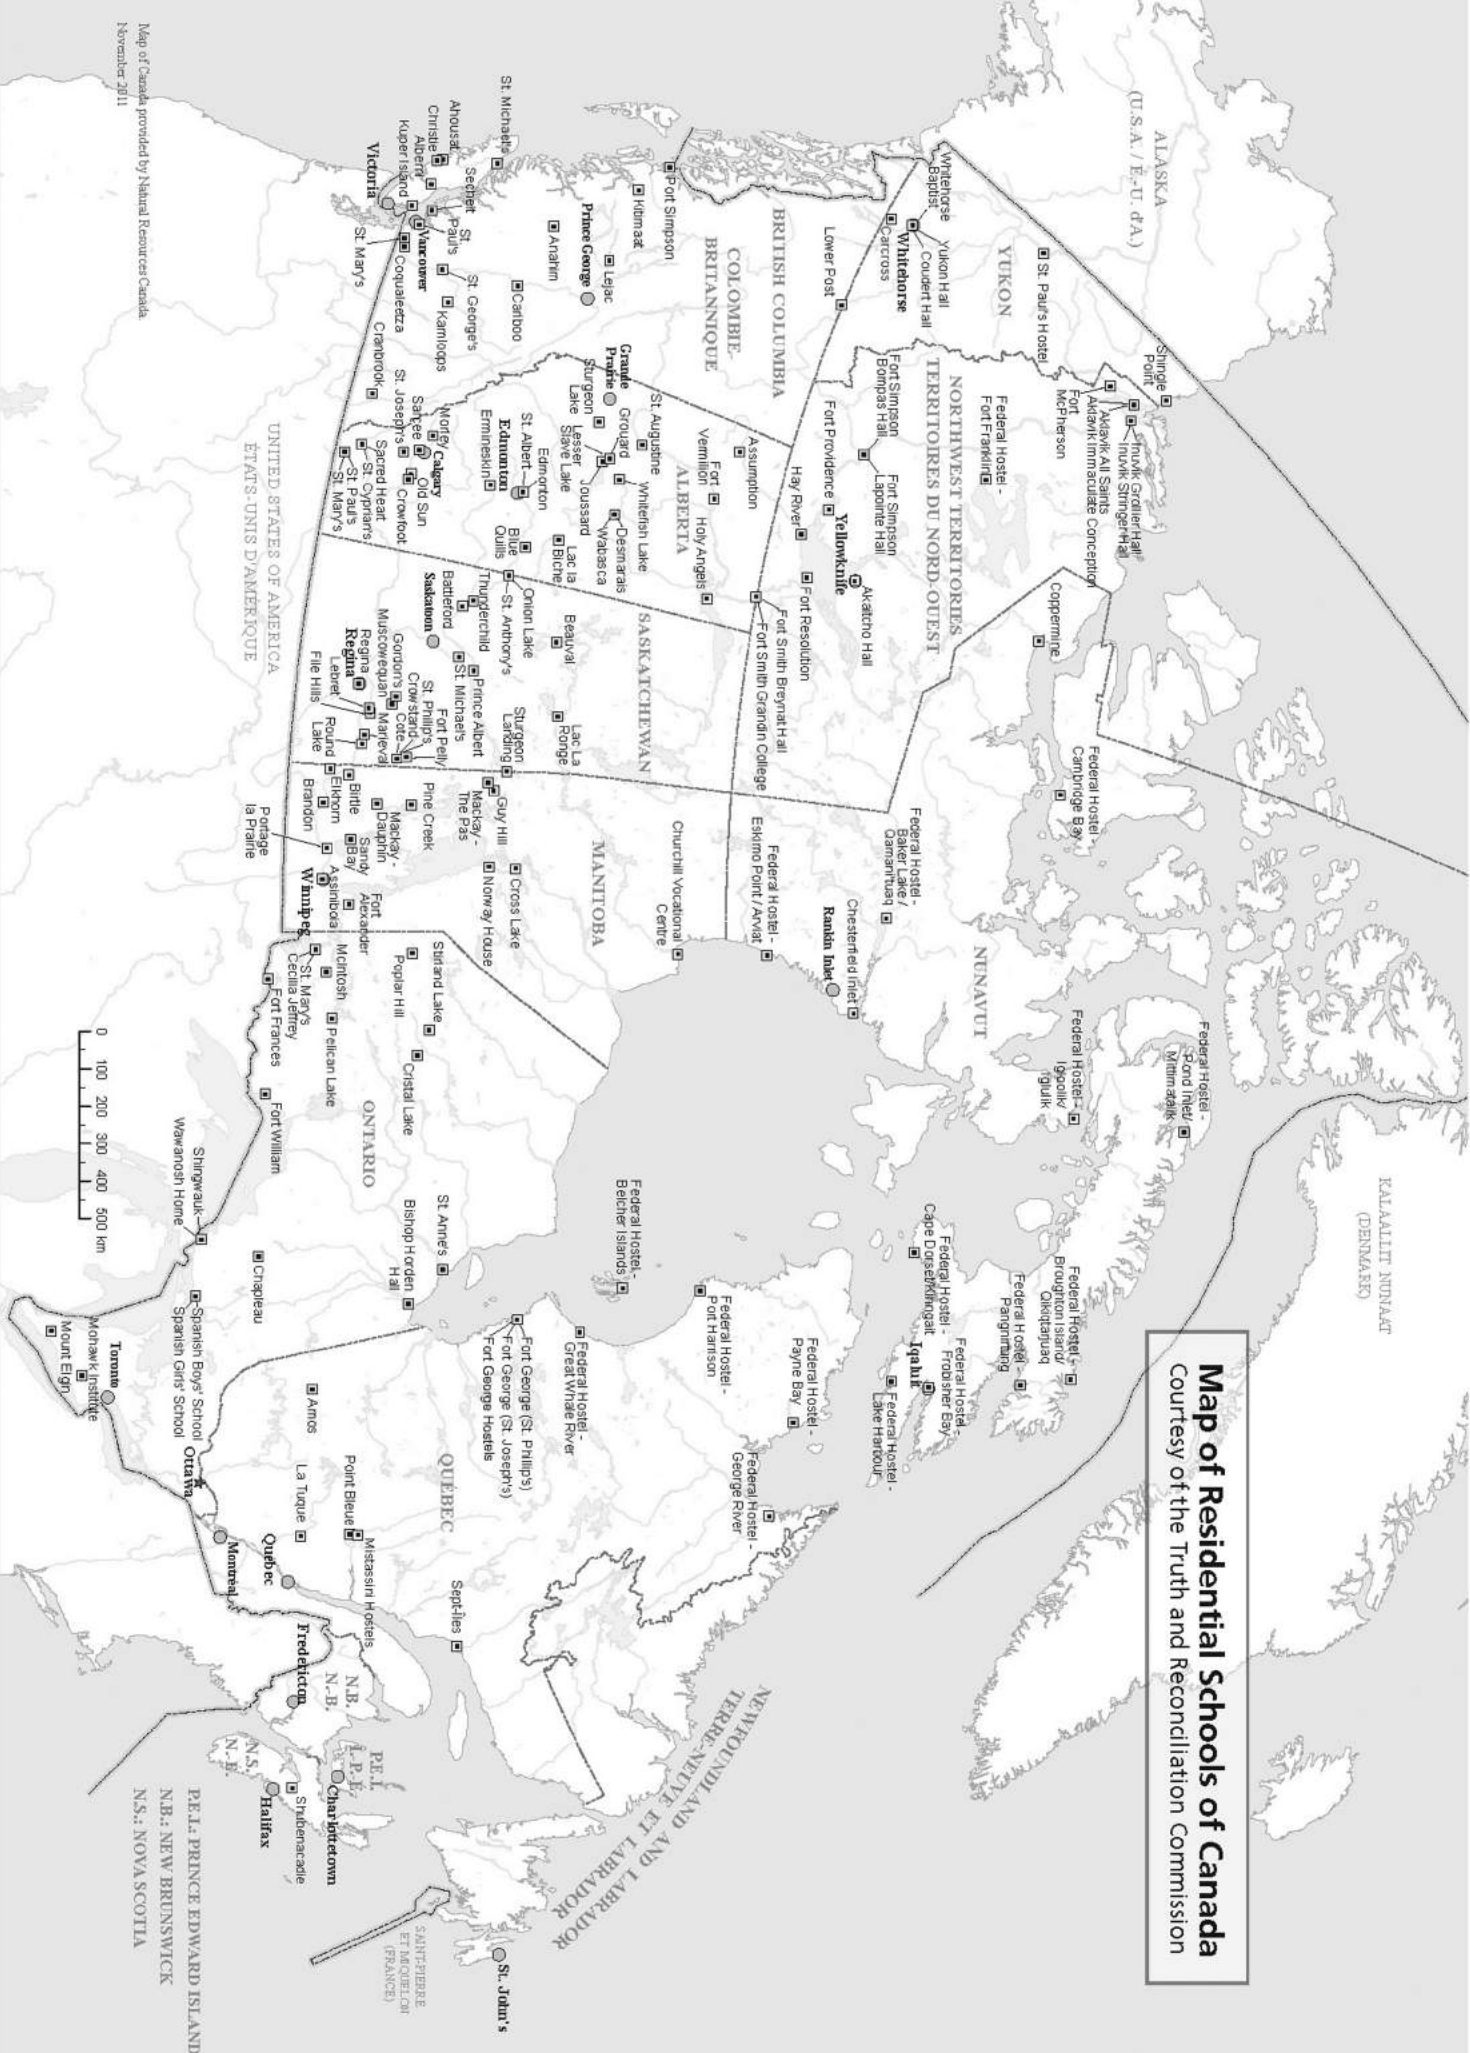 Map of Residential Schools of Canada
Courtesy of the Truth and Reconciliation Commission
ALASKA
(U.S.A. / É.-U. d'A.)
KALAALLIT NUNAAT
(DENMARK)
YUKON
St. Paul's Hostel
Whitehorse
Baptist
Yukon Hall
Coudert Hall
Whitehorse
Carcross
Shingle
Point
Fort
McPherson
Aklavik All Saints
Aklavik Immaculate Conception
Inuvik Grollier Hall
Inuvik Stringer Hall
NORTHWEST TERRITORIES
TERRITOIRES DU NORD-OUEST
Federal Hostel -
Fort Franklin
Fort Simpson
Bompas Hall
Fort Simpson
Lapointe Hall
Fort Providence
Yellowknife
Akaitcho Hall
Hay River
Fort Resolution
Fort Smith Breynat Hall
Fort Smith Grandin College
Coppermine
Federal Hostel -
Cambridge Bay
NUNAVUT
Federal Hostel -
Baker Lake /
Qamani'tuaq
Chesterfield Inlet
Rankin Inlet
Federal Hostel -
Eskimo Point / Arviat
Federal Hostel -
Igloolik/
Iglulik
Federal Hostel -
Pond Inlet/
Mittimatalik
Federal Hostel -
Broughton Island/
Qikiqtarjuaq
Federal Hostel -
Pangnirtang
Federal Hostel -
Cape Dorset/Kinngait
Federal Hostel -
Frobisher Bay
Iqaluit
Federal Hostel -
Lake Harbour
Federal Hostel -
Belcher Islands
BRITISH COLUMBIA
COLOMBIE-
BRITANNIQUE
Lower Post
Port Simpson
Kitimaat
Lejac
Prince George
Anahim
Cariboo
St. Michael's
Ahousat
Christie
Alberni
Kuper Island
Victoria
Sechelt
St.
Paul's
Vancouver
St. Mary's
Coqualeetza
St. George's
Kamloops
Cranbrook
ALBERTA
Assumption
Fort
Vermilion
Holy Angels
St. Augustine
Grande
Prairie
Sturgeon
Lake
Grouard
Lesser
Slave Lake
Joussard
Whitefish Lake
Desmarais
Wabasca
Lac la
Biche
Edmonton
St. Albert
Edmonton
Ermineskin
Blue
Quills
Morley
Calgary
Sarcee
St. Joseph's
Old Sun
Crowfoot
Sacred Heart
St. Cyprian's
St. Paul's
St. Mary's
SASKATCHEWAN
Beauval
Lac La
Ronge
Onion Lake
St. Anthony's
Thunderchild
Battleford
Saskatoon
Prince Albert
St. Michael's
Sturgeon
Landing
Fort Pelly
St. Phillip's
Crowstand
Cote
Gordon's
Muscowequan
Regina
Regina
Lebret
File Hills
Marieval
Round
Lake
MANITOBA
Churchill Vocational
Centre
Guy Hill
Mackay -
The Pas
Cross Lake
Norway House
Pine Creek
Mackay -
Dauphin
Birtle
Elkhorn
Brandon
Sandy
Bay
Portage
la Prairie
Assiniboia
Winnipeg
Fort
Alexander
ONTARIO
McIntosh
St. Mary's
Cecilia Jeffrey
Fort Frances
Poplar Hill
Stirland Lake
Cristal Lake
Pelican Lake
Fort William
St. Anne's
Bishop Horden
Hall
Shingwauk
Wawanosh Home
Chapleau
Spanish Boys' School
Spanish Girls' School
Mohawk Institute
Mount Elgin
Toronto
Ottawa
QUÉBEC
Federal Hostel -
Port Harrison
Federal Hostel -
Payne Bay
Federal Hostel -
George River
Federal Hostel -
Great Whale River
Fort George (St. Phillip's)
Fort George (St. Joseph's)
Fort George Hostels
Amos
La Tuque
Point Bleue
Mistassini Hostels
Sept-Îles
Québec
Montréal
NEWFOUNDLAND AND LABRADOR
TERRE-NEUVE ET LABRADOR
St. John's
N.B.
N.-B.
Fredericton
P.E.I.
Î.-P.-É.
Charlottetown
N.S.
N.-É.
Shubenacadie
Halifax
SAINT-PIERRE
ET MIQUELON
(FRANCE)
UNITED STATES OF AMERICA
ÉTATS-UNIS D'AMÉRIQUE
0 100 200 300 400 500 km
P.E.I.: PRINCE EDWARD ISLAND
N.B.: NEW BRUNSWICK
N.S.: NOVA SCOTIA
Map of Canada provided by Natural Resources Canada
November 2011